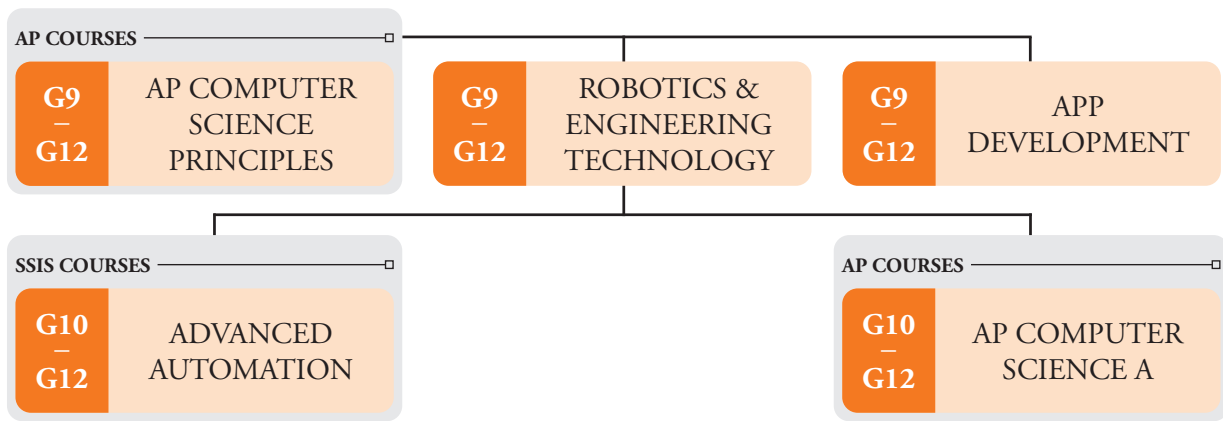 AP COURSES
G9
–
G12
AP COMPUTER
SCIENCE
PRINCIPLES
G9
–
G12
ROBOTICS &
ENGINEERING
TECHNOLOGY
G9
–
G12
APP
DEVELOPMENT
SSIS COURSES
G10
–
G12
ADVANCED
AUTOMATION
AP COURSES
G10
–
G12
AP COMPUTER
SCIENCE A